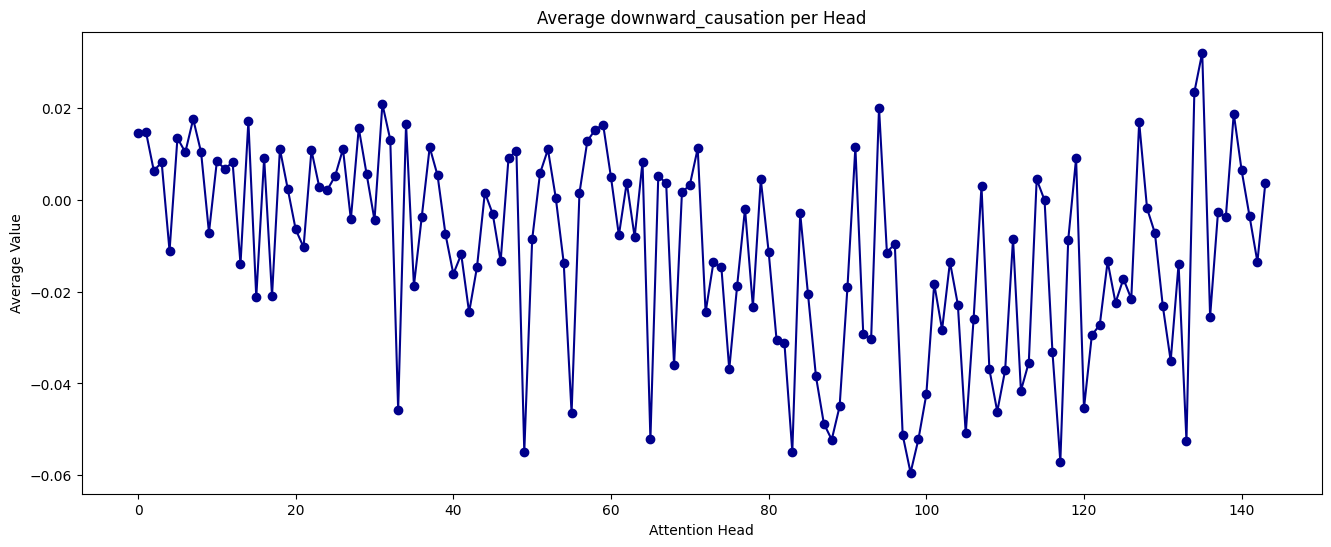 Average downward_causation per Head
Average Value
0.02
0.00
−0.02
−0.04
−0.06
0 20 40 60 80 100 120 140
Attention Head